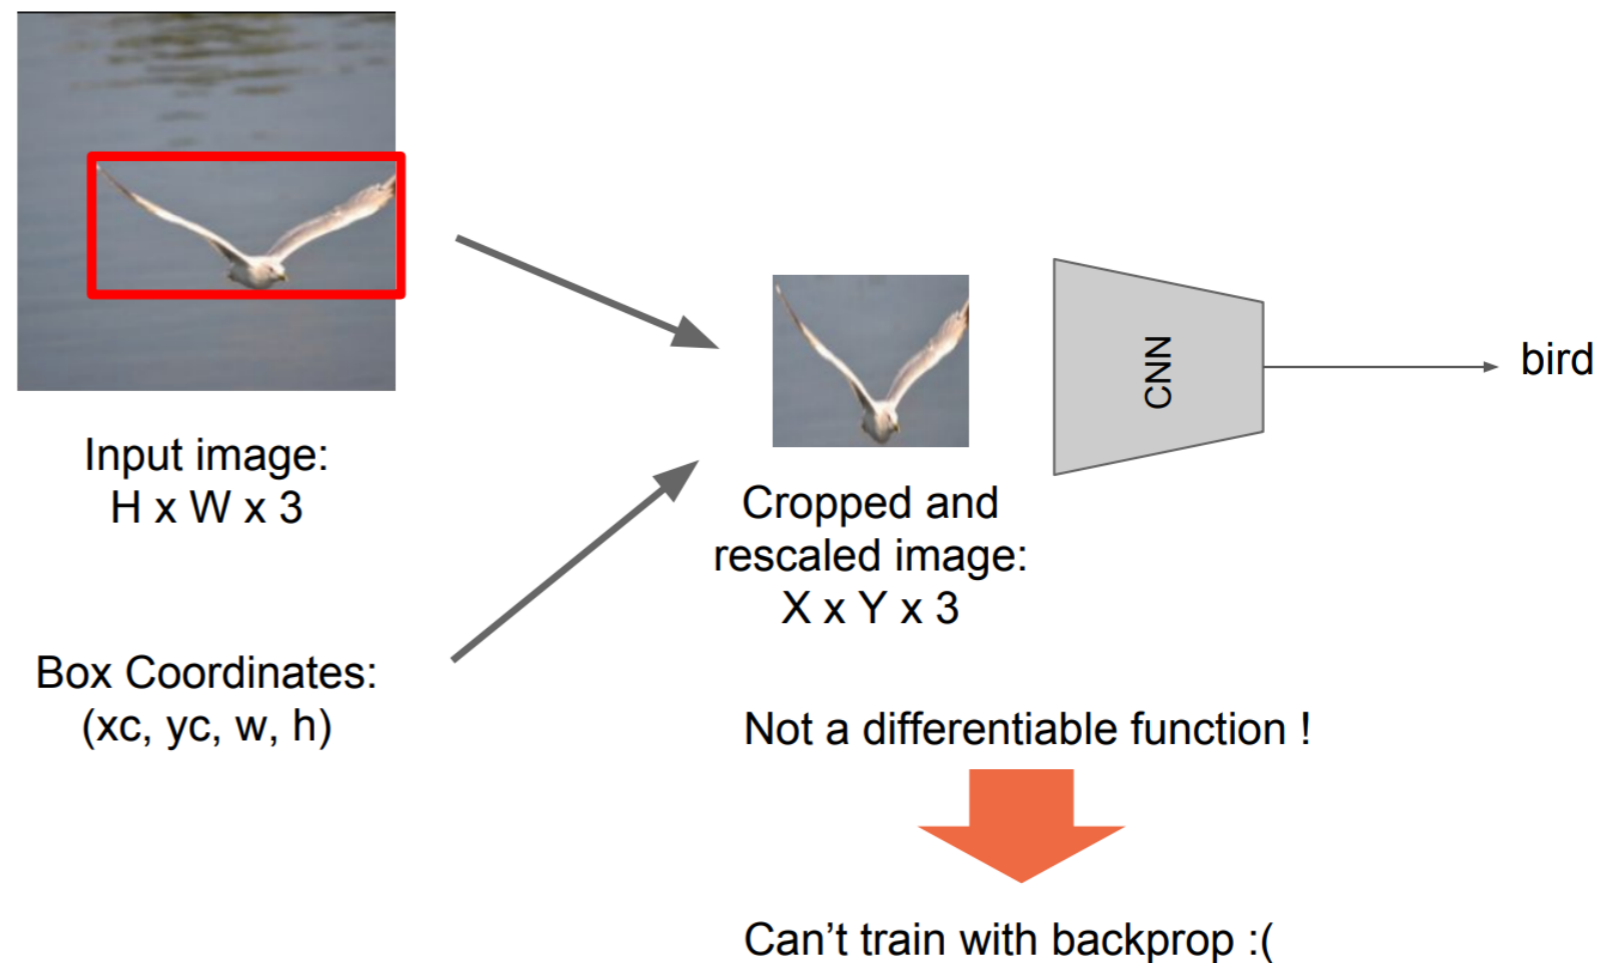 Input image:
H x W x 3
Box Coordinates:
(xc, yc, w, h)
Cropped and
rescaled image:
X x Y x 3
CNN
bird
Not a differentiable function !
Can’t train with backprop :(